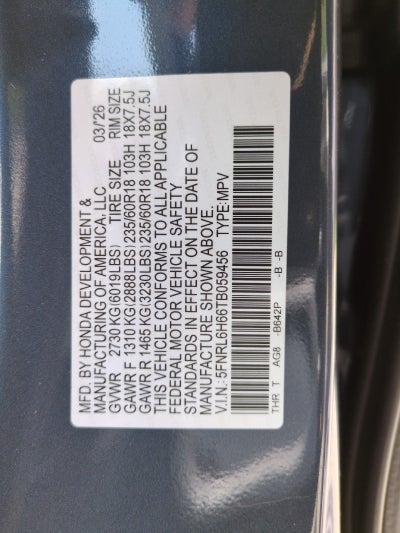 MFD. BY HONDA DEVELOPMENT &
MANUFACTURING OF AMERICA, LLC 03/26
GVWR 2730 KG(6019LBS) TIRE SIZE RIM SIZE
GAWR F 1310 KG(2888LBS)235/60R18 103H 18X7.5J
GAWR R 1465 KG(3230LBS)235/60R18 103H 18X7.5J
THIS VEHICLE CONFORMS TO ALL APPLICABLE
FEDERAL MOTOR VEHICLE SAFETY
STANDARDS IN EFFECT ON THE DATE OF
MANUFACTURE SHOWN ABOVE.
V.I.N.:5FNRL6H66TB059456 TYPE:MPV
THR T AG8 -B642P -B -B